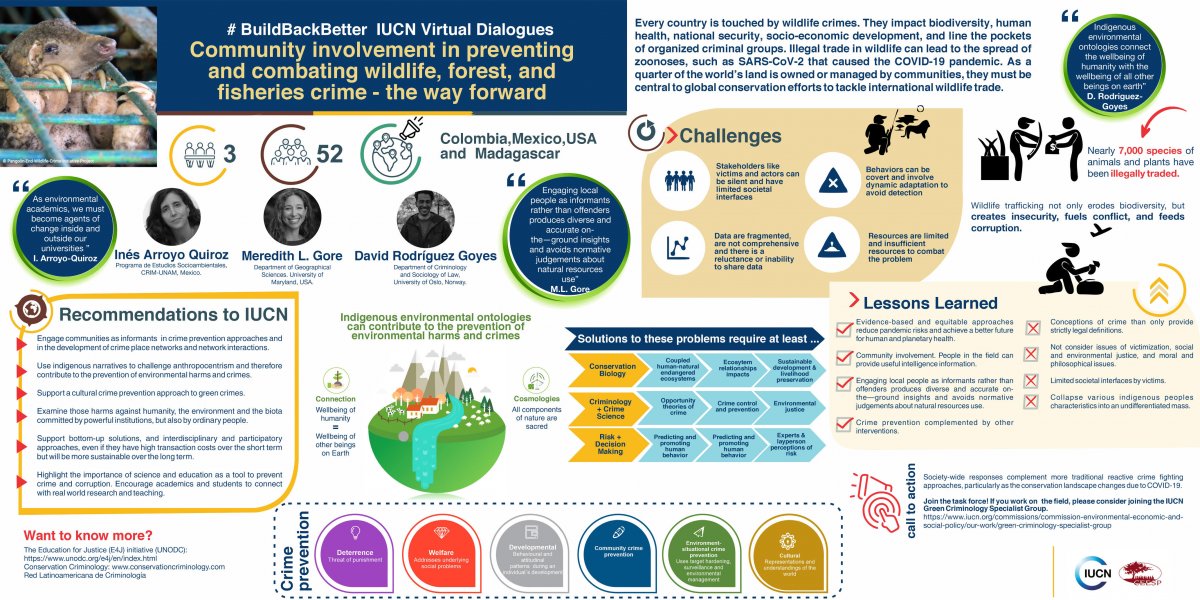 # BuildBackBetter IUCN Virtual Dialogues
Community involvement in preventing
and combating wildlife, forest, and
fisheries crime - the way forward
© Pangolin End-Wildlife-Crime Initiative Project
3
52
Colombia,Mexico,USA
and Madagascar
Every country is touched by wildlife crimes. They impact biodiversity, human
health, national security, socio-economic development, and line the pockets
of organized criminal groups. Illegal trade in wildlife can lead to the spread of
zoonoses, such as SARS-CoV-2 that caused the COVID-19 pandemic. As a
quarter of the world's land is owned or managed by communities, they must be
central to global conservation efforts to tackle international wildlife trade.
“
Indigenous
environmental
ontologies connect
the wellbeing of
humanity with the
wellbeing of all other
beings on earth”
D. Rodriguez-
Goyes
“
As environmental
academics, we must
become agents of
change inside and
outside our
universities ”
I. Arroyo-Quiroz
Inés Arroyo Quiroz
Programa de Estudios Socioambientales,
CRIM-UNAM, Mexico.
Meredith L. Gore
Department of Geographical
Sciences. University of
Maryland, USA.
David Rodríguez Goyes
Department of Criminology
and Sociology of Law,
University of Oslo, Norway.
“
Engaging local
people as informants
rather than offenders
produces diverse and
accurate on-
the—ground insights
and avoids normative
judgements about
natural resources
use”
M.L. Gore
Challenges
Stakeholders like
victims and actors can
be silent and have
limited societal
interfaces
Behaviors can be
covert and involve
dynamic adaptation to
avoid detection
Data are fragmented,
are not comprehensive
and there is a
reluctance or inability
to share data
Resources are limited
and insufficient
resources to combat
the problem
Nearly 7,000 species of
animals and plants have
been illegally traded.
Wildlife trafficking not only erodes biodiversity, but
creates insecurity, fuels conflict, and feeds
corruption.
Recommendations to IUCN
Engage communities as informants in crime prevention approaches and
in the development of crime place networks and network interactions.
Use indigenous narratives to challenge anthropocentrism and therefore
contribute to the prevention of environmental harms and crimes.
Support a cultural crime prevention approach to green crimes.
Examine those harms against humanity, the environment and the biota
committed by powerful institutions, but also by ordinary people.
Support bottom-up solutions, and interdisciplinary and participatory
approaches, even if they have high transaction costs over the short term
but will be more sustainable over the long term.
Highlight the importance of science and education as a tool to prevent
crime and corruption. Encourage academics and students to connect
with real world research and teaching.
Indigenous environmental ontologies
can contribute to the prevention of
environmental harms and crimes
Connection
Wellbeing of
humanity
=
Wellbeing of
other beings
on Earth
Cosmologies
All components
of nature are
sacred
Solutions to these problems require at least ...
Conservation
Biology
Coupled
human-natural
endangered
ecosystems
Ecosytem
relationships
impacts
Sustainable
development &
livelihood
preservation
Criminology
+ Crime
Science
Opportunity
theories of
crime
Crime control
and prevention
Environmental
justice
Risk +
Decision
Making
Predicting and
promoting
human
behavior
Predicting and
promoting
human
behavior
Experts &
layperson
perceptions of
risk
Lessons Learned
Evidence-based and equitable approaches
reduce pandemic risks and achieve a better future
for human and planetary health.
Community involvement. People in the field can
provide useful intelligence information.
Engaging local people as informants rather than
offenders produces diverse and accurate on-
the—ground insights and avoids normative
judgements about natural resources use.
Crime prevention complemented by other
interventions.
Conceptions of crime than only provide
strictly legal definitions.
Not consider issues of victimization, social
and environmental justice, and moral and
philosophical issues.
Limited societal interfaces by victims.
Collapse various indigenous peoples
characteristics into an undifferentiated mass.
Want to know more?
The Education for Justice (E4J) initiative (UNODC):
https://www.unodc.org/e4j/en/index.html
Conservation Criminology: www.conservationcriminology.com
Red Latinoamericana de Criminología
Crime
prevention
Deterrence
Threat of punishment
Welfare
Addresses underlying
social problems
Developmental
Behavioural and
attitudinal
patterns during an
individual's development
Community crime
prevention
Environment-
situational crime
prevention
Uses target hardening,
surveillance and
environmental
management
Cultural
Representations and
understandings of the
world
call to action
Society-wide responses complement more traditional reactive crime fighting
approaches, particularly as the conservation landscape changes due to COVID-19.
Join the task force! If you work on the field, please consider joining the IUCN
Green Criminology Specialist Group.
https://www.iucn.org/commissions/commission-environmental-economic-and-
social-policy/our-work/green-criminology-specialist-group
IUCN